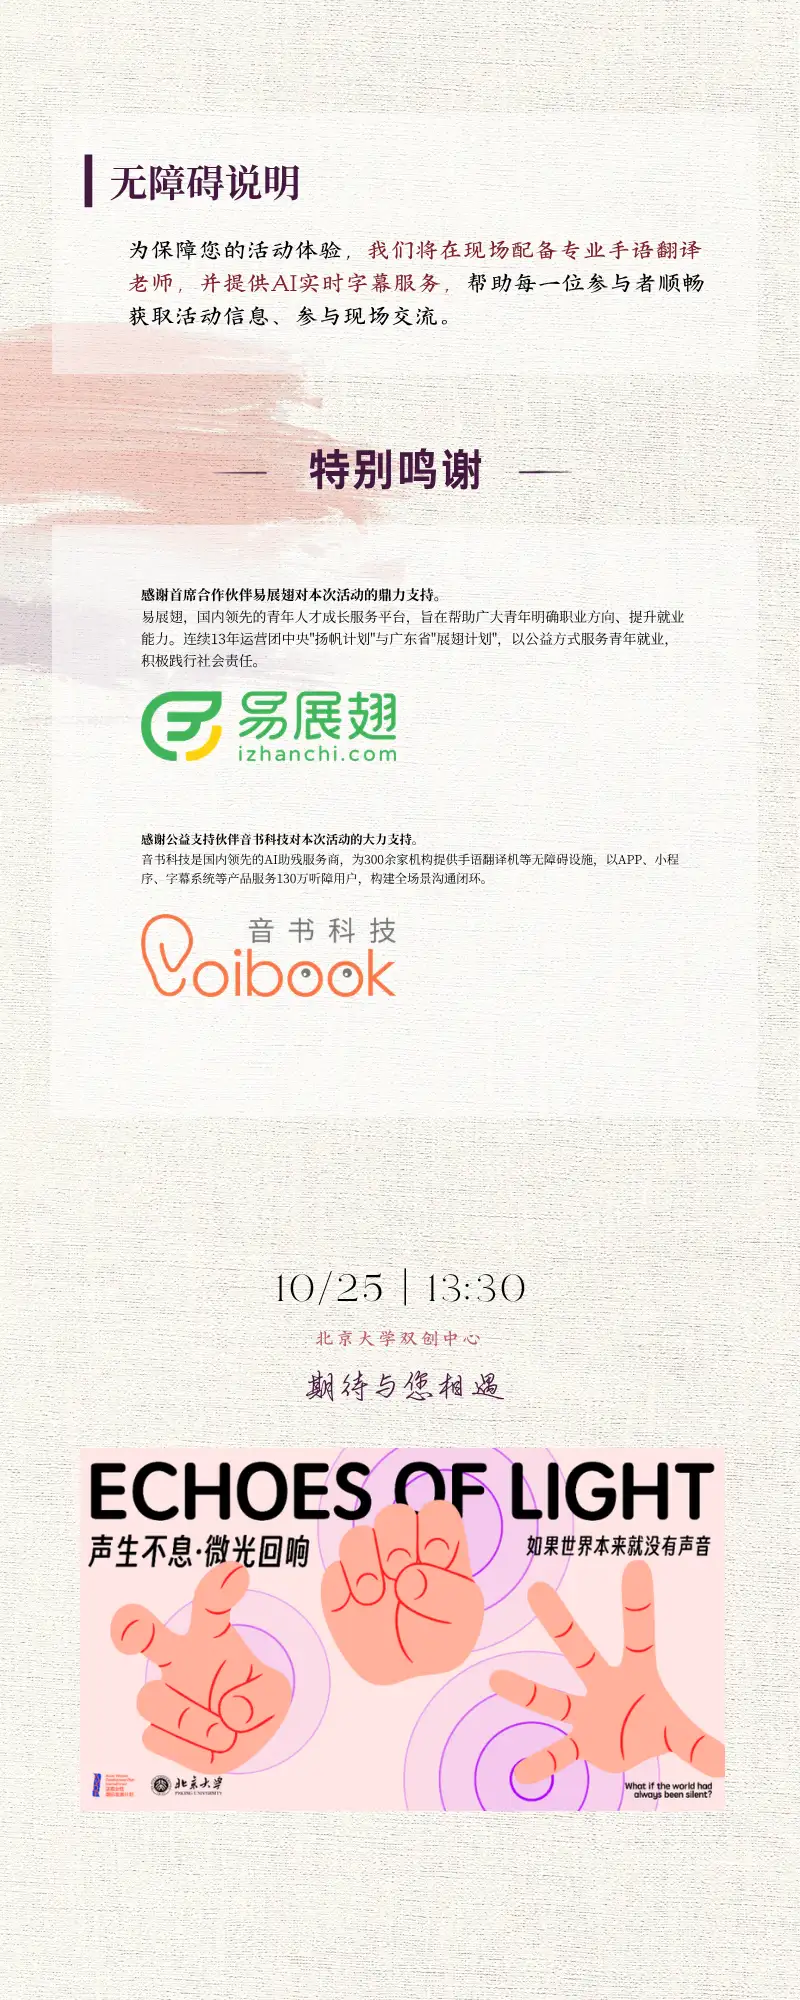 无障碍说明
为保障您的活动体验，我们将在现场配备专业手语翻译
老师，并提供AI实时字幕服务，帮助每一位参与者顺畅
获取活动信息、参与现场交流。
特别鸣谢
感谢首席合作伙伴易展翅对本次活动的鼎力支持。
易展翅，国内领先的青年人才成长服务平台，旨在帮助广大青年明确职业方向、提升就业
能力。连续13年运营团中央"扬帆计划"与广东省"展翅计划"，以公益方式服务青年就业，
积极践行社会责任。
易展翅
izhanchi.com
感谢公益支持伙伴音书科技对本次活动的大力支持。
音书科技是国内领先的AI助残服务商，为300余家机构提供手语翻译机等无障碍设施，以APP、小程
序、字幕系统等产品服务130万听障用户，构建全场景沟通闭环。
音书科技
Voibook
10/25 | 13:30
北京大学双创中心
期待与您相遇
ECHOES OF LIGHT
声生不息·微光回响
如果世界本来就没有声音
北京大学
PEKING UNIVERSITY
What if the world had
always been silent?